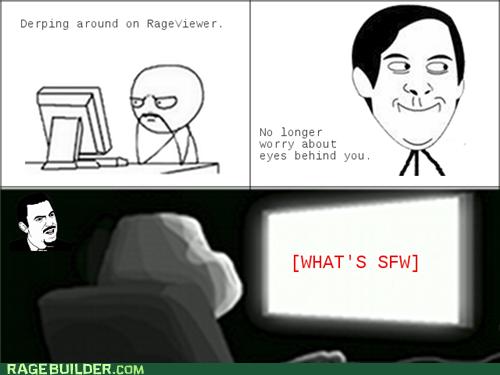 Derping around on RageViewer.
No longer
worry about
eyes behind you.
[WHAT'S SFW]
RAGEBUILDER.COM